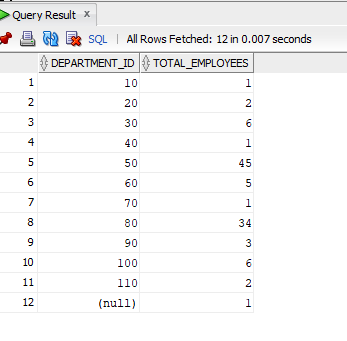 Query Result x
SQL | All Rows Fetched: 12 in 0.007 seconds
DEPARTMENT_ID TOTAL_EMPLOYEES
1 10 1
2 20 2
3 30 6
4 40 1
5 50 45
6 60 5
7 70 1
8 80 34
9 90 3
10 100 6
11 110 2
12 (null) 1